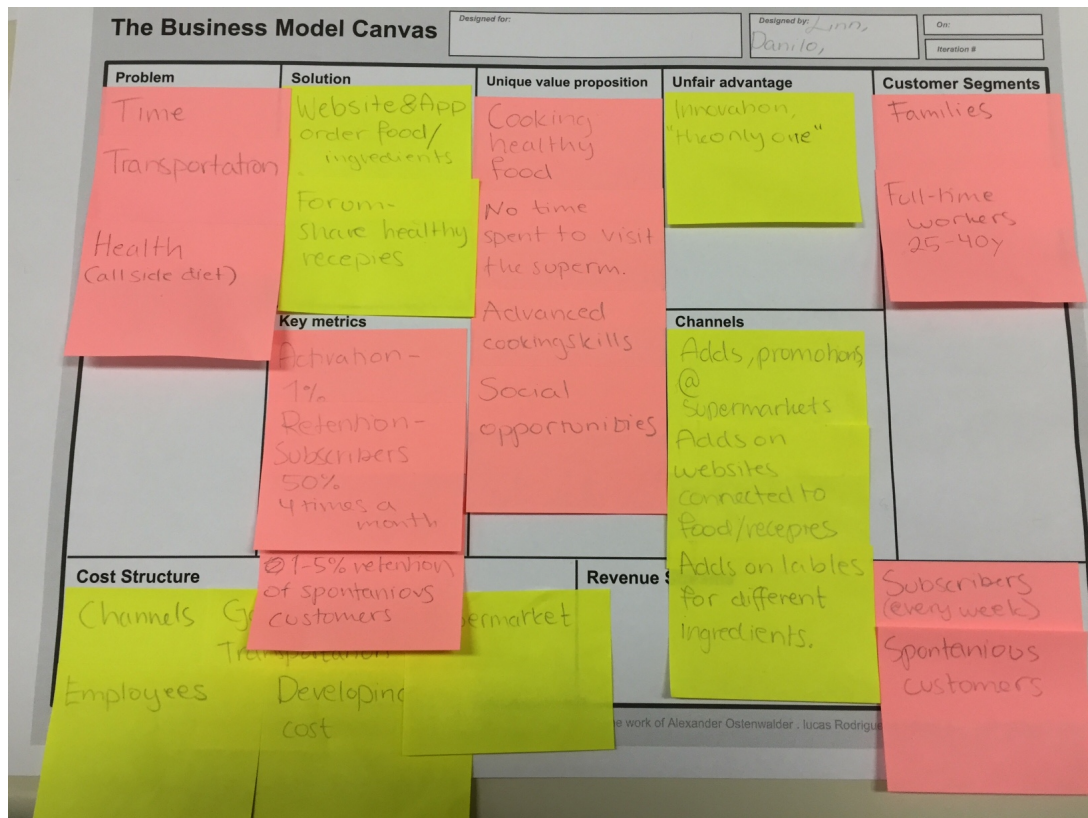 The Business Model Canvas
Designed for:
Designed by: Linn,
Danilo,
On:
Iteration #
Problem
Time
Transportation
Health
(all side diet)
Solution
Website & App
order food/
ingredients
Forum-
share healthy
recepies
Key metrics
Activation-
1%
Retention-
Subscribers
50%
4 times a
month
1-5% retention
of spontanious
customers
Unique value proposition
Cooking
healthy
food
No time
spent to visit
the superm.
Advanced
cookingskills
Social
opportunities
Unfair advantage
Innovation,
"the only one"
Channels
Adds, promotions
@
supermarkets
Adds on
websites
connected to
food/recepies
Adds on lables
for different
ingredients.
Customer Segments
Families
Full-time
workers
25-40y
Cost Structure
Channels
Transportation
Employees
Developing
cost
ermarket
Revenue
Subscribers
(every week)
Spontanious
customers
e work of Alexander Ostenwalder . lucas Rodrigue